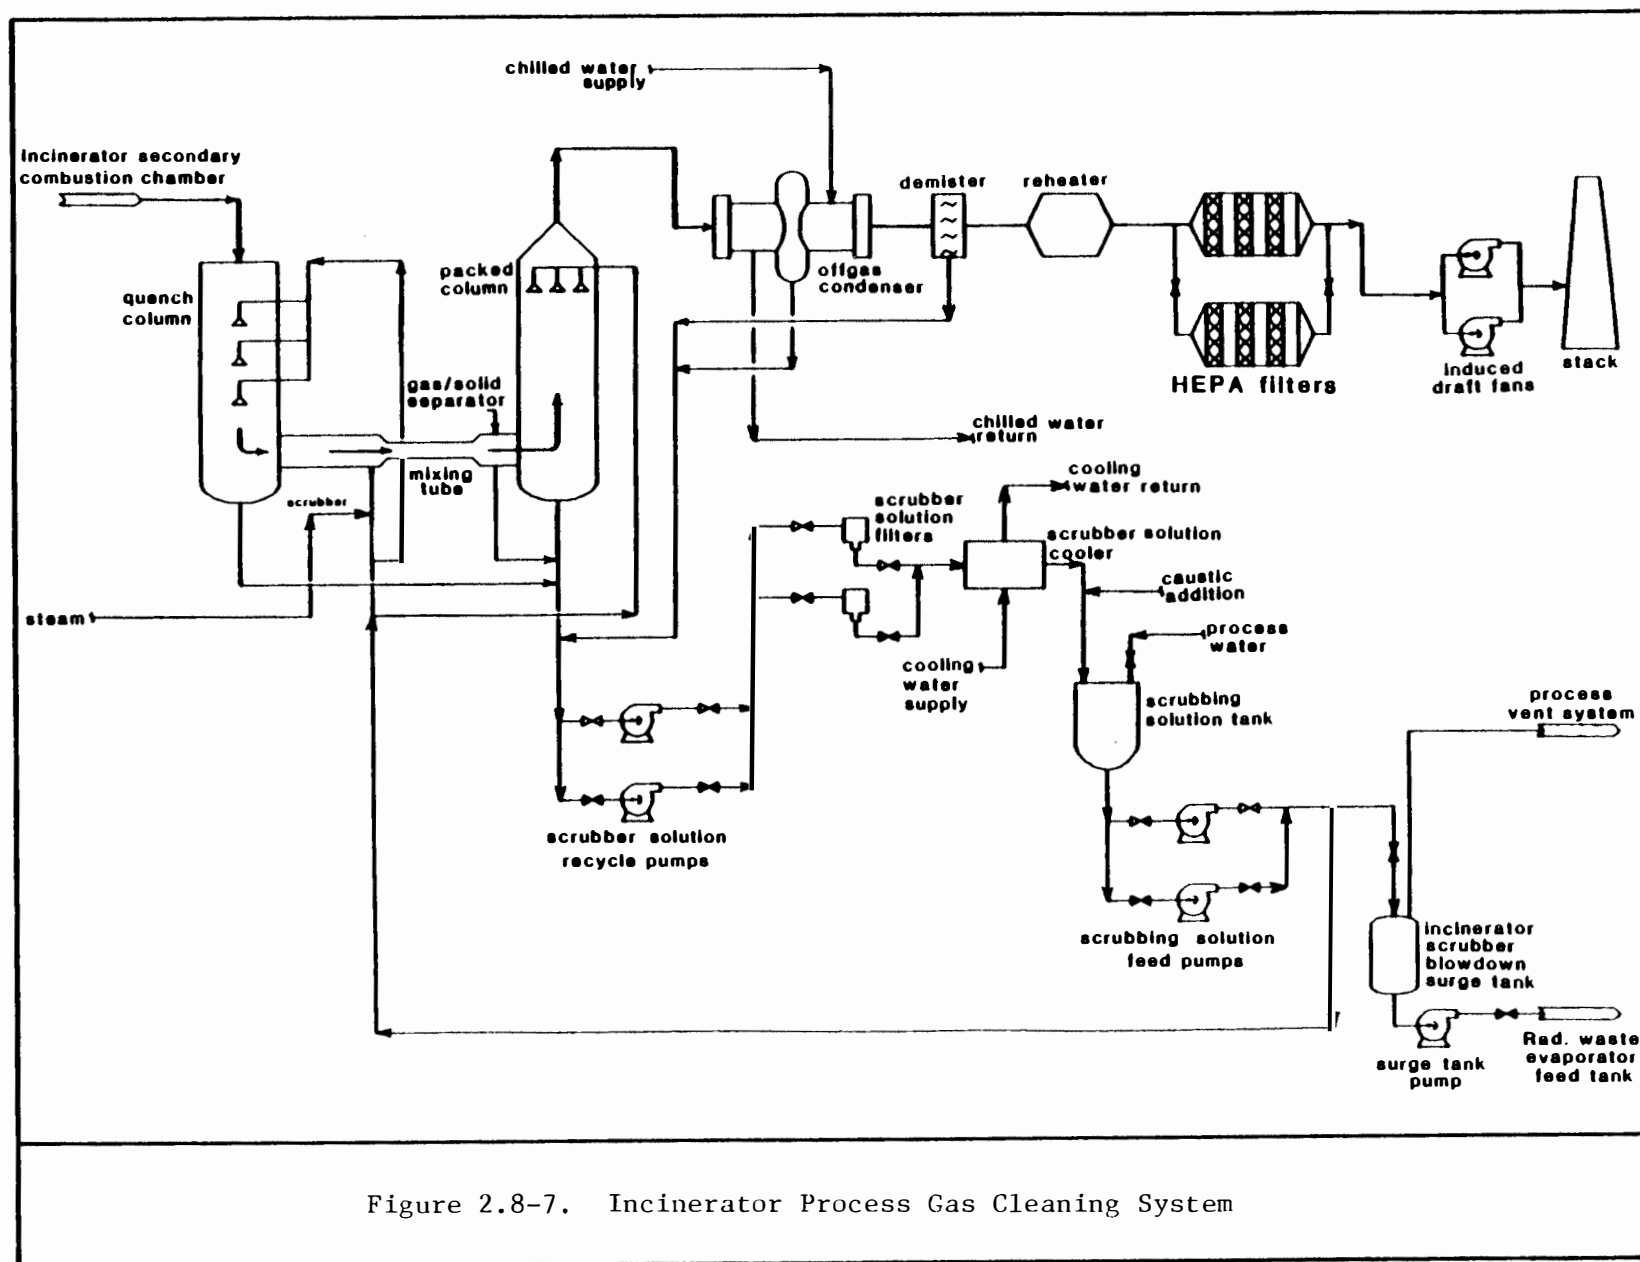 chilled water
supply
Incinerator secondary
combustion chamber
demister
reheater
packed
column
offgas
condenser
quench
column
gas/solid
separator
HEPA filters
induced
draft fans
stack
chilled water
return
mixing
tube
scrubber
cooling
water return
scrubber
solution
filters
scrubber solution
cooler
caustic
addition
steam
process
water
cooling
water
supply
scrubbing
solution tank
process
vent system
scrubber solution
recycle pumps
scrubbing solution
feed pumps
incinerator
scrubber
blowdown
surge tank
surge tank
pump
Rad. waste
evaporator
feed tank
Figure 2.8-7. Incinerator Process Gas Cleaning System